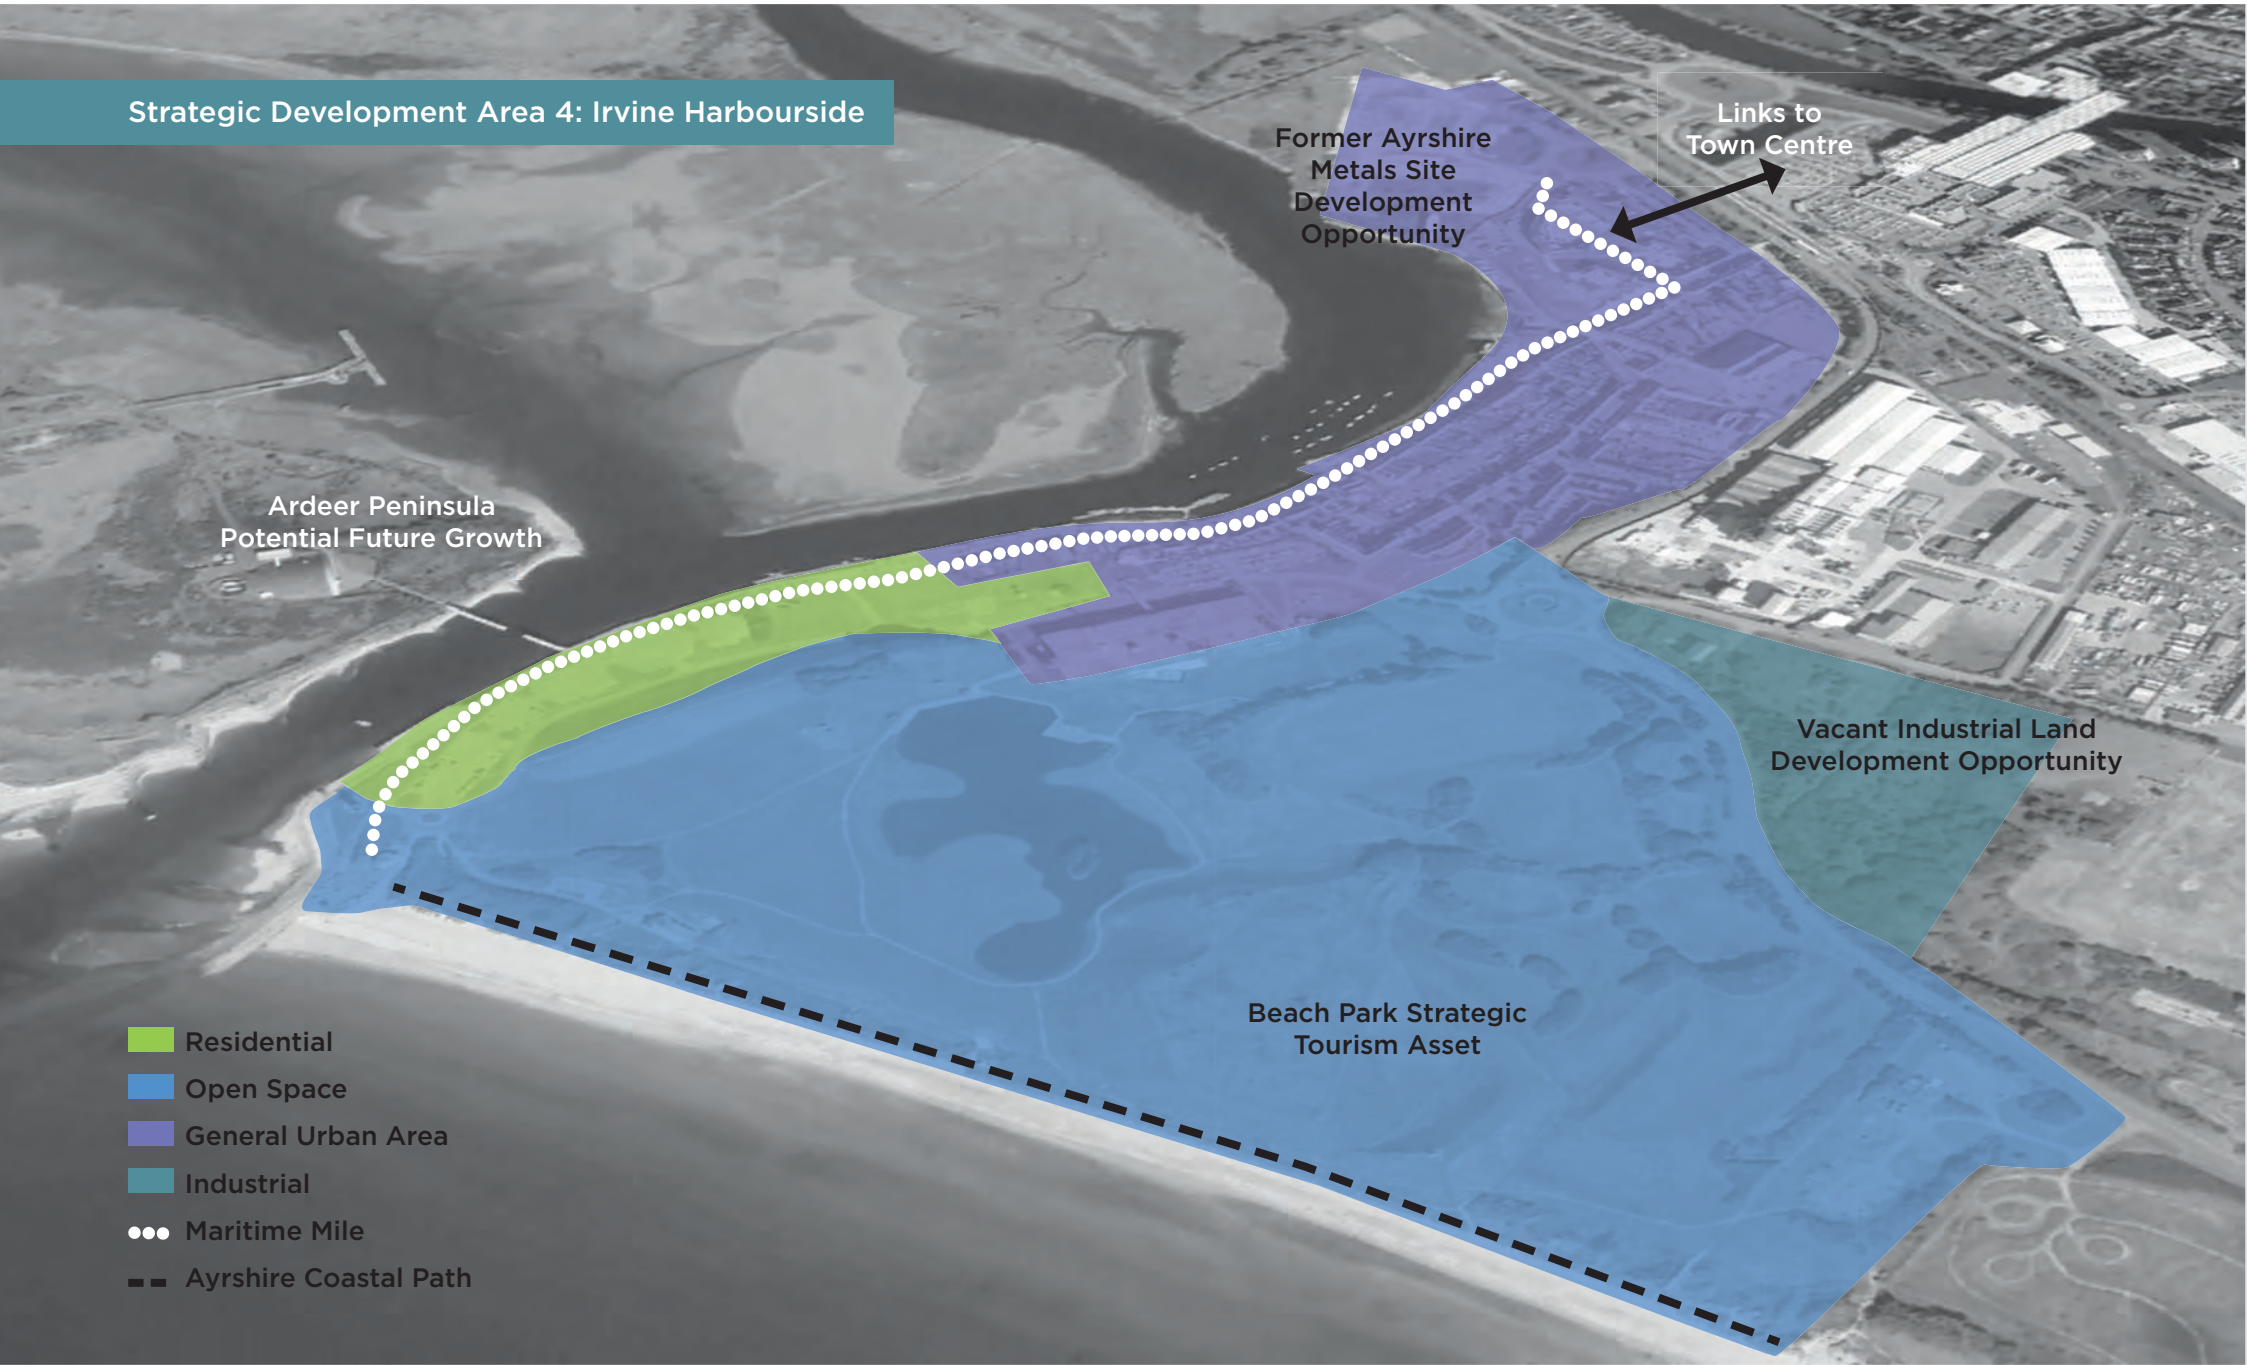 Strategic Development Area 4: Irvine Harbourside
Links to
Town Centre
Former Ayrshire
Metals Site
Development
Opportunity
Ardeer Peninsula
Potential Future Growth
Vacant Industrial Land
Development Opportunity
Beach Park Strategic
Tourism Asset
Residential
Open Space
General Urban Area
Industrial
Maritime Mile
Ayrshire Coastal Path